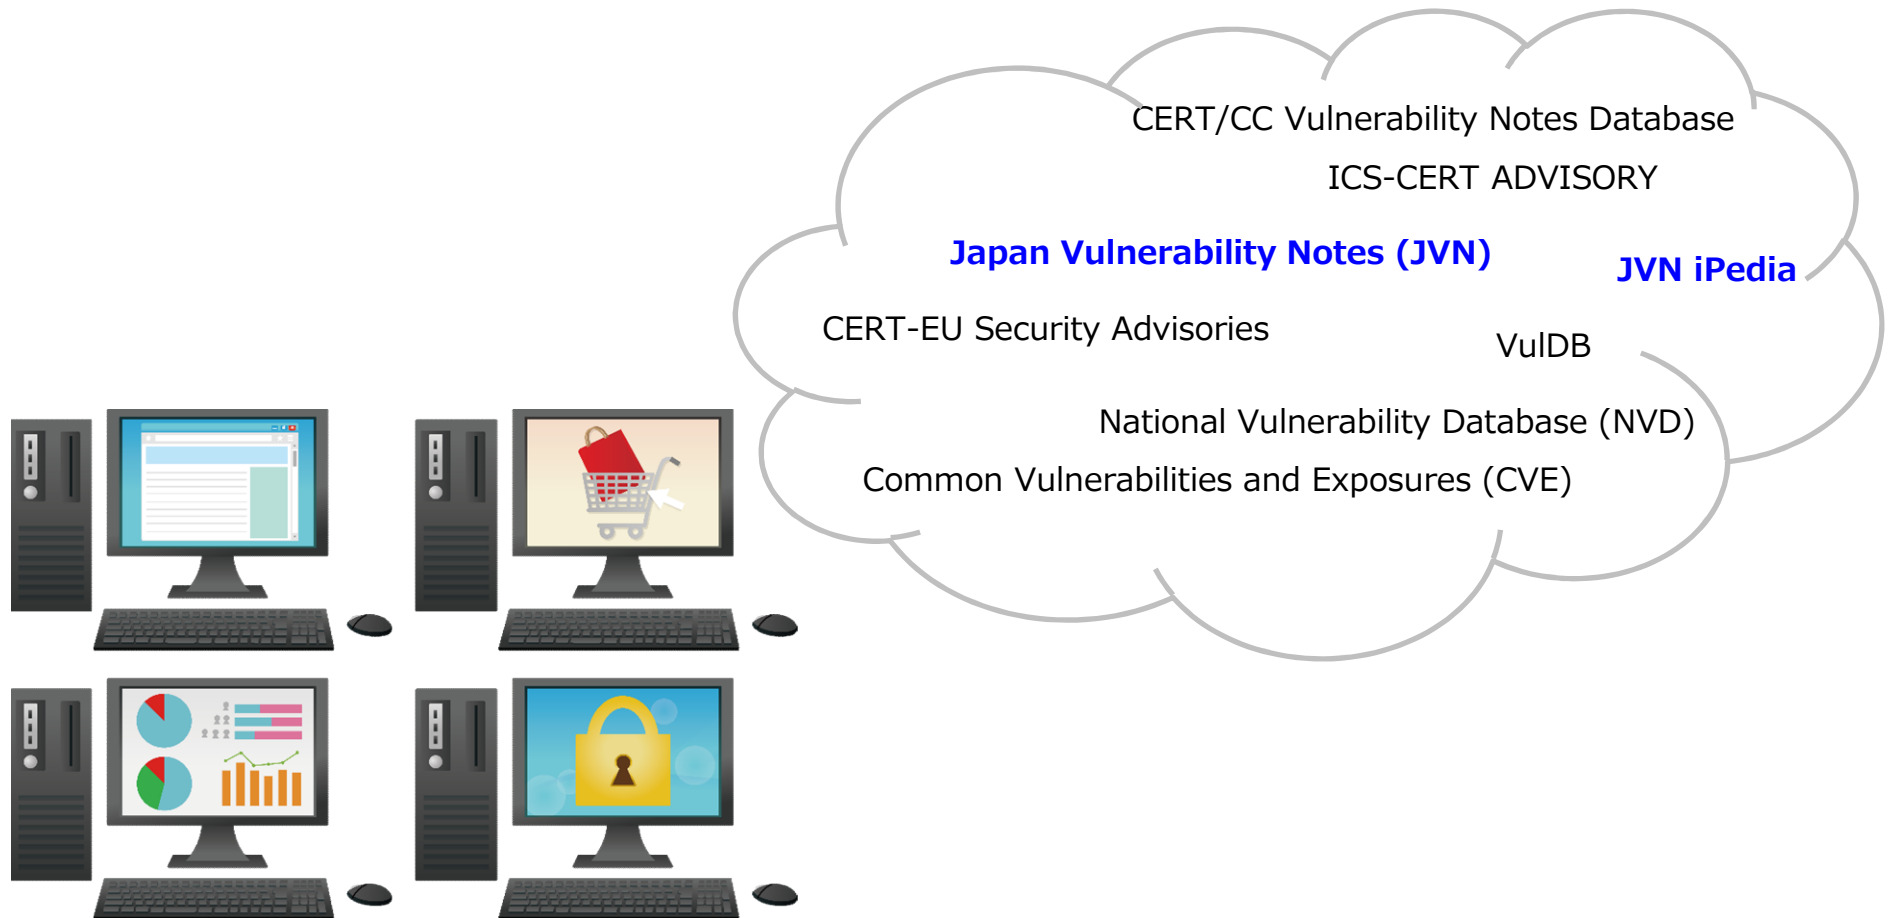 CERT/CC Vulnerability Notes Database
ICS-CERT ADVISORY
Japan Vulnerability Notes (JVN)
JVN iPedia
CERT-EU Security Advisories
VulDB
National Vulnerability Database (NVD)
Common Vulnerabilities and Exposures (CVE)